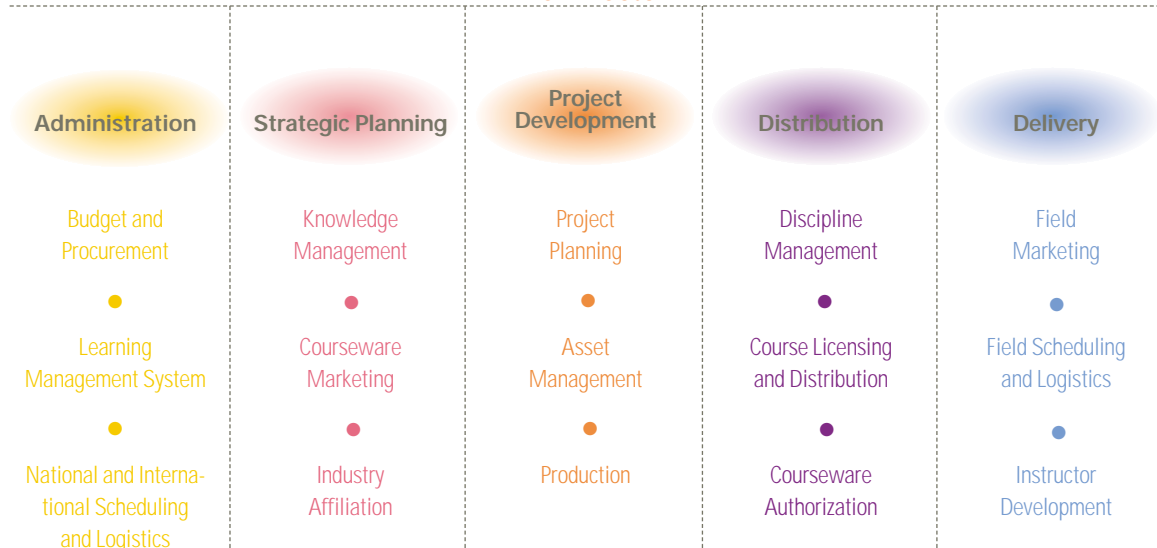 Administration
Budget and
Procurement
Learning
Management System
National and Interna-
tional Scheduling
and Logistics
Strategic Planning
Knowledge
Management
Courseware
Marketing
Industry
Affiliation
Project
Development
Project
Planning
Asset
Management
Production
Distribution
Discipline
Management
Course Licensing
and Distribution
Courseware
Authorization
Delivery
Field
Marketing
Field Scheduling
and Logistics
Instructor
Development